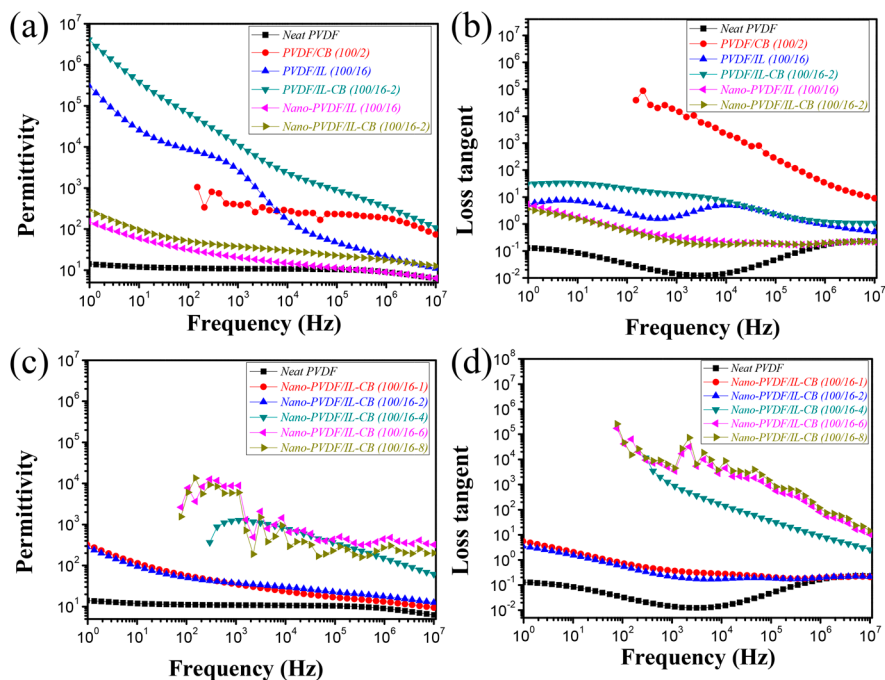 (a)
Neat PVDF
PVDF/CB (100/2)
PVDF/IL (100/16)
PVDF/IL-CB (100/16-2)
Nano-PVDF/IL (100/16)
Nano-PVDF/IL-CB (100/16-2)
Permittivity
10^7
10^6
10^5
10^4
10^3
10^2
10^1
10^0 10^1 10^2 10^3 10^4 10^5 10^6 10^7
Frequency (Hz)
(b)
Neat PVDF
PVDF/CB (100/2)
PVDF/IL (100/16)
PVDF/IL-CB (100/16-2)
Nano-PVDF/IL (100/16)
Nano-PVDF/IL-CB (100/16-2)
Loss tangent
10^7
10^6
10^5
10^4
10^3
10^2
10^1
10^0
10^-1
10^-2
10^0 10^1 10^2 10^3 10^4 10^5 10^6 10^7
Frequency (Hz)
(c)
Neat PVDF
Nano-PVDF/IL-CB (100/16-1)
Nano-PVDF/IL-CB (100/16-2)
Nano-PVDF/IL-CB (100/16-4)
Nano-PVDF/IL-CB (100/16-6)
Nano-PVDF/IL-CB (100/16-8)
Permittivity
10^7
10^6
10^5
10^4
10^3
10^2
10^1
10^0 10^1 10^2 10^3 10^4 10^5 10^6 10^7
Frequency (Hz)
(d)
Neat PVDF
Nano-PVDF/IL-CB (100/16-1)
Nano-PVDF/IL-CB (100/16-2)
Nano-PVDF/IL-CB (100/16-4)
Nano-PVDF/IL-CB (100/16-6)
Nano-PVDF/IL-CB (100/16-8)
Loss tangent
10^8
10^7
10^6
10^5
10^4
10^3
10^2
10^1
10^0
10^-1
10^-2
10^0 10^1 10^2 10^3 10^4 10^5 10^6 10^7
Frequency (Hz)